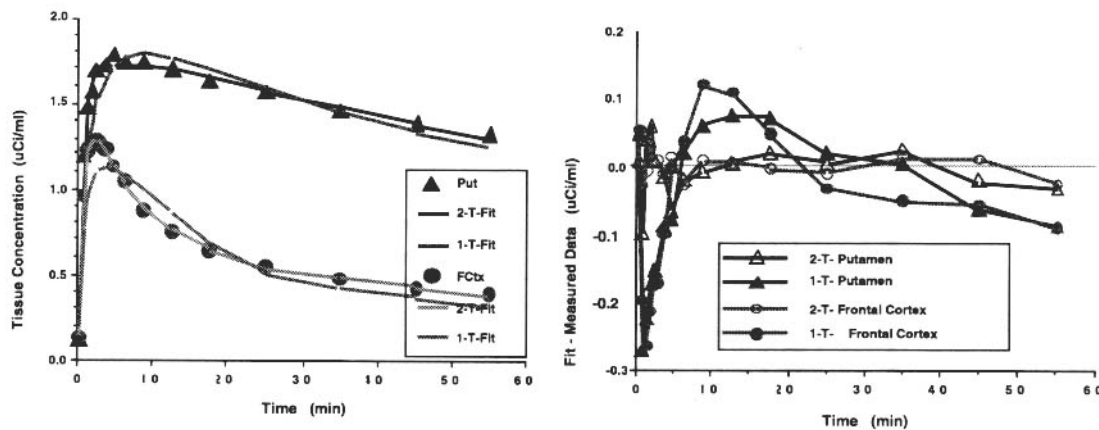 2.0
1.5
1.0
0.5
0.0
0
10
20
30
40
50
60
Tissue Concentration (uCi/ml)
Time (min)
Put
2-T-Fit
1-T-Fit
FCtx
2-T-Fit
1-T-Fit
0.2
0.1
0.0
-0.1
-0.2
-0.3
0
10
20
30
40
50
60
Fit - Measured Data (uCi/ml)
Time (min)
2-T- Putamen
1-T- Putamen
2-T- Frontal Cortex
1-T- Frontal Cortex